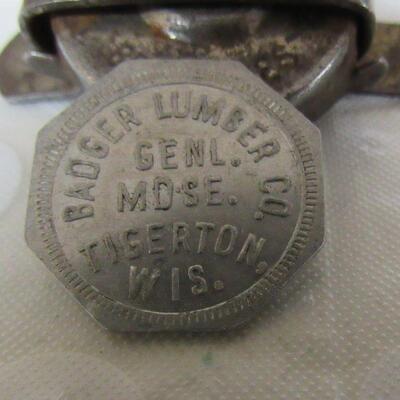 BADGER LUMBER CO.
GENL.
MDSE.
TIGERTON,
WIS.